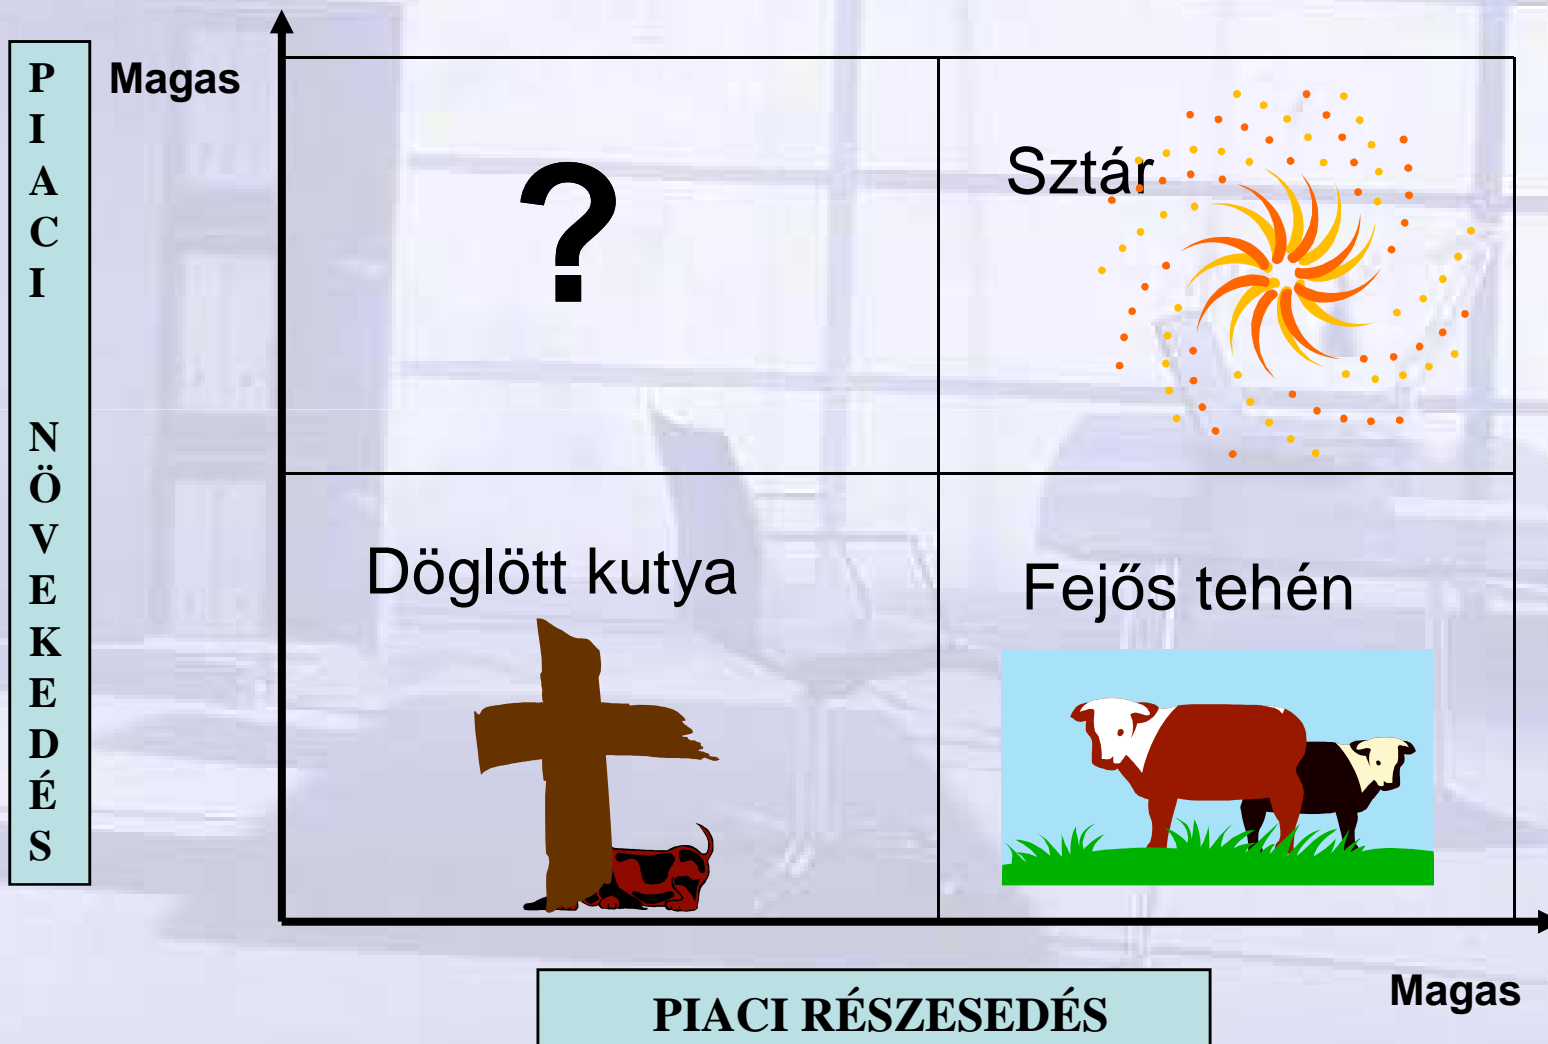 PIACI NÖVEKEDÉS
Magas
?
Sztár
Döglött kutya
Fejős tehén
Magas
PIACI RÉSZESEDÉS